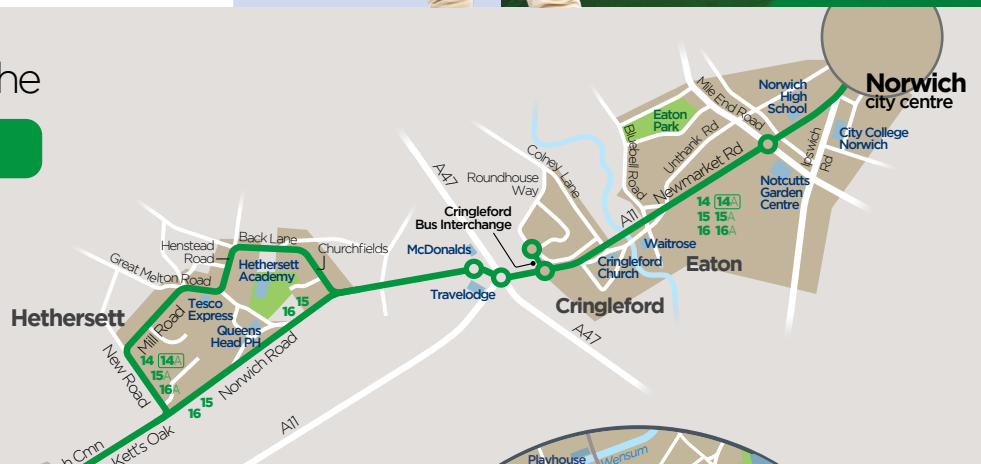 he
Norwich
city centre
Norwich
High
School
Mile End Road
Eaton
Park
City College
Norwich
Ipswich
Rd
Bluebell Road
Unthank Rd
Newmarket Rd
Notcutts
Garden
Centre
14 14A
15 15A
16 16A
A11
Waitrose
Eaton
Colney Lane
Roundhouse
Way
A47
Cringleford
Bus Interchange
McDonalds
Travelodge
Cringleford
Church
Cringleford
A47
Back Lane
Churchfields
Henstead
Road
Great Melton Road
Hethersett
Academy
15
16
Tesco
Express
Queens
Head PH
Hethersett
Mill Road
New Road
14 14A
15A
16A
Norwich Road
15
16
A11
h Cmn
Kett's Oak
Playhouse
Wensum